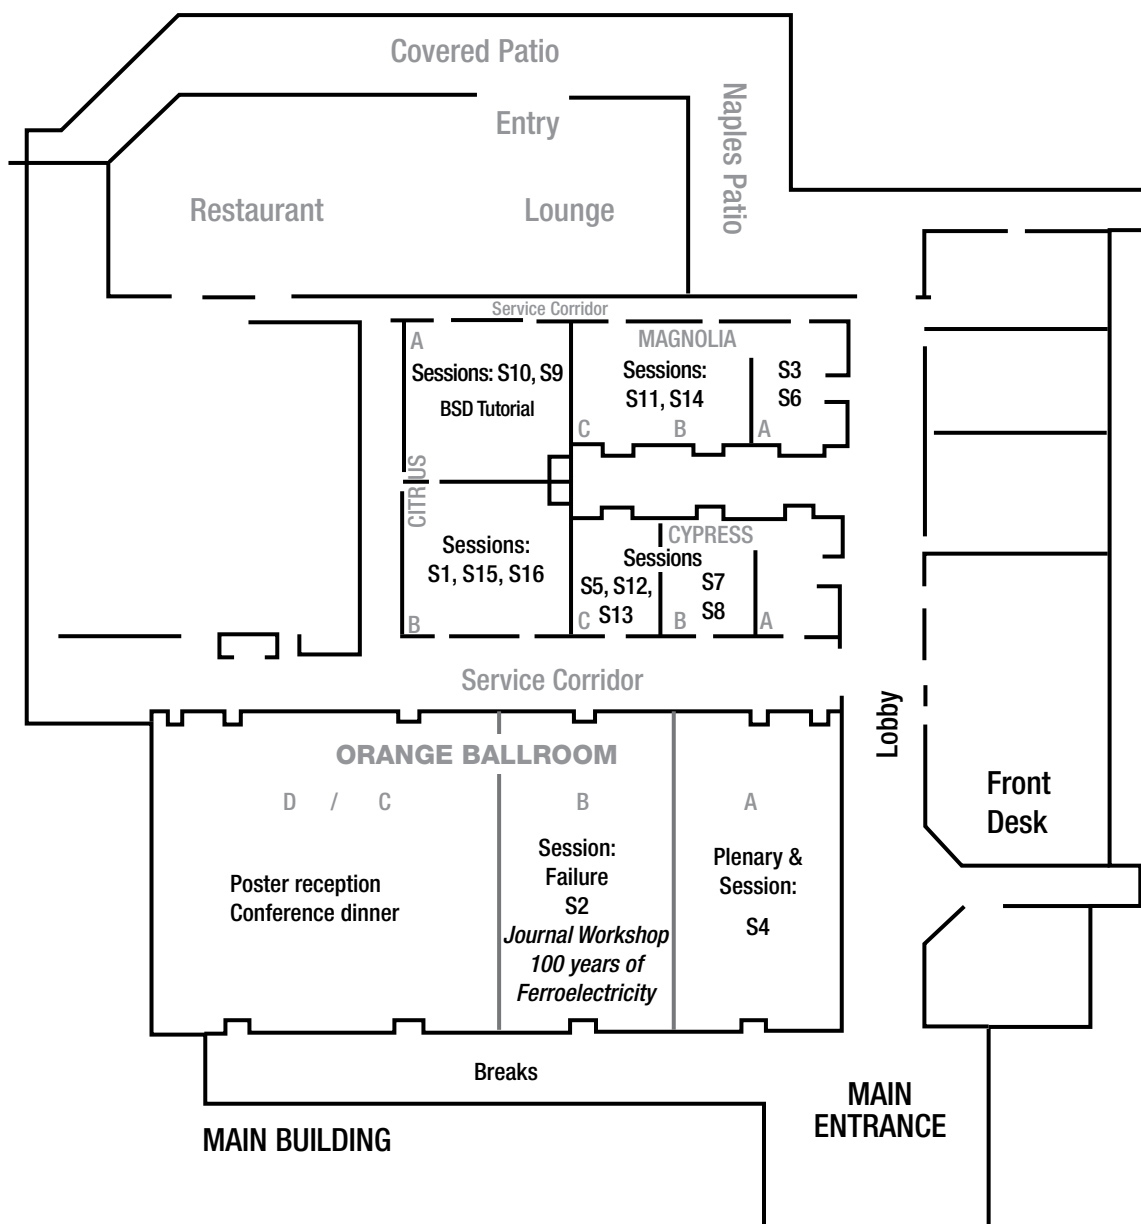 Covered Patio
Entry
Naples Patio
Restaurant
Lounge
Service Corridor
A
Sessions: S10, S9
BSD Tutorial
MAGNOLIA
Sessions:
S11, S14
S3
S6
C
B
A
CITRUS
Sessions:
S1, S15, S16
B
CYPRESS
Sessions
S5, S12,
S13
S7
S8
C
B
A
Service Corridor
Lobby
Front
Desk
ORANGE BALLROOM
D / C
B
A
Poster reception
Conference dinner
Session:
Failure
S2
Journal Workshop
100 years of
Ferroelectricity
Plenary &
Session:
S4
Breaks
MAIN BUILDING
MAIN
ENTRANCE